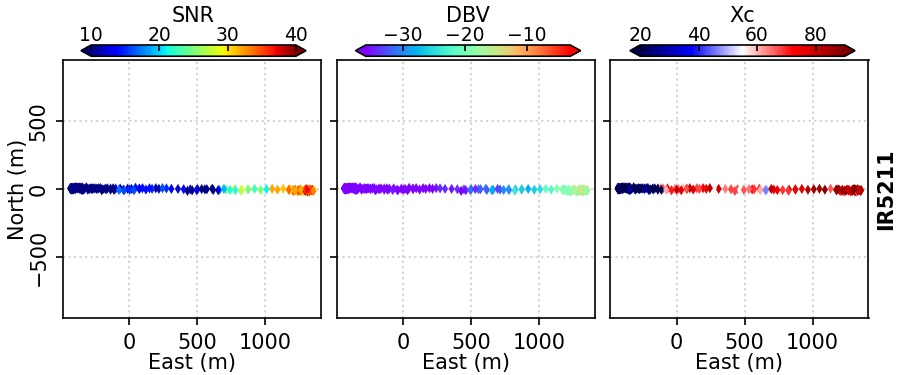 SNR DBV Xc
10 20 30 40 −30 −20 −10 20 40 60 80
North (m)
500
0
−500
IR5211
0 500 1000 0 500 1000 0 500 1000
East (m) East (m) East (m)